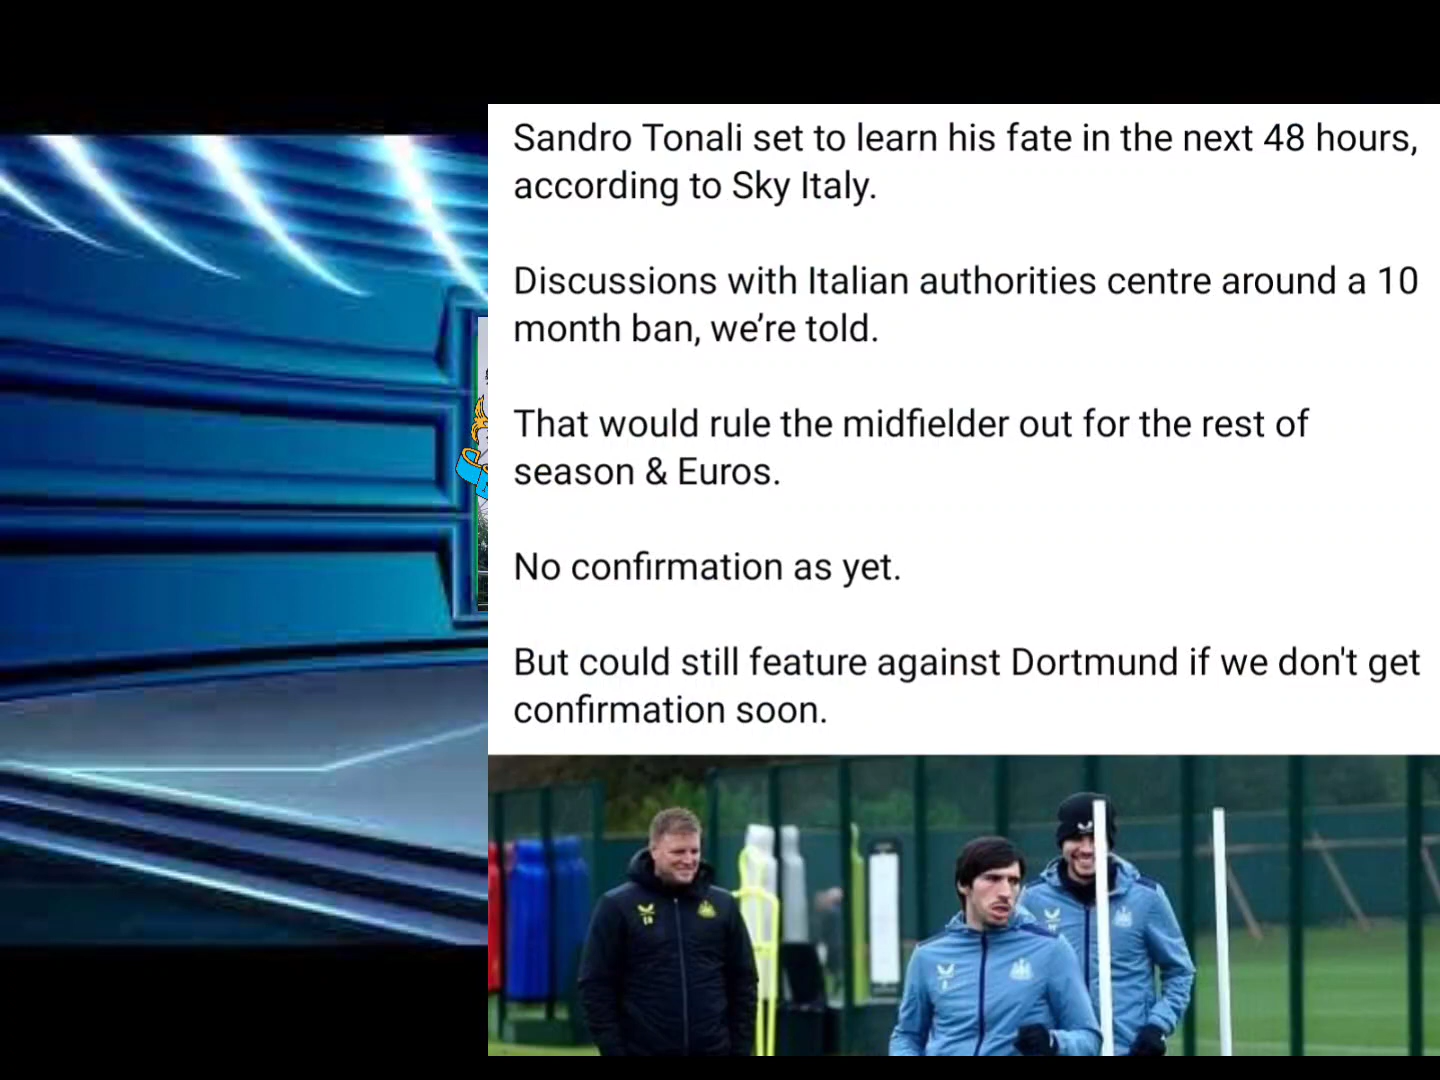 Sandro Tonali set to learn his fate in the next 48 hours,
according to Sky Italy.
Discussions with Italian authorities centre around a 10
month ban, we’re told.
That would rule the midfielder out for the rest of
season & Euros.
No confirmation as yet.
But could still feature against Dortmund if we don't get
confirmation soon.